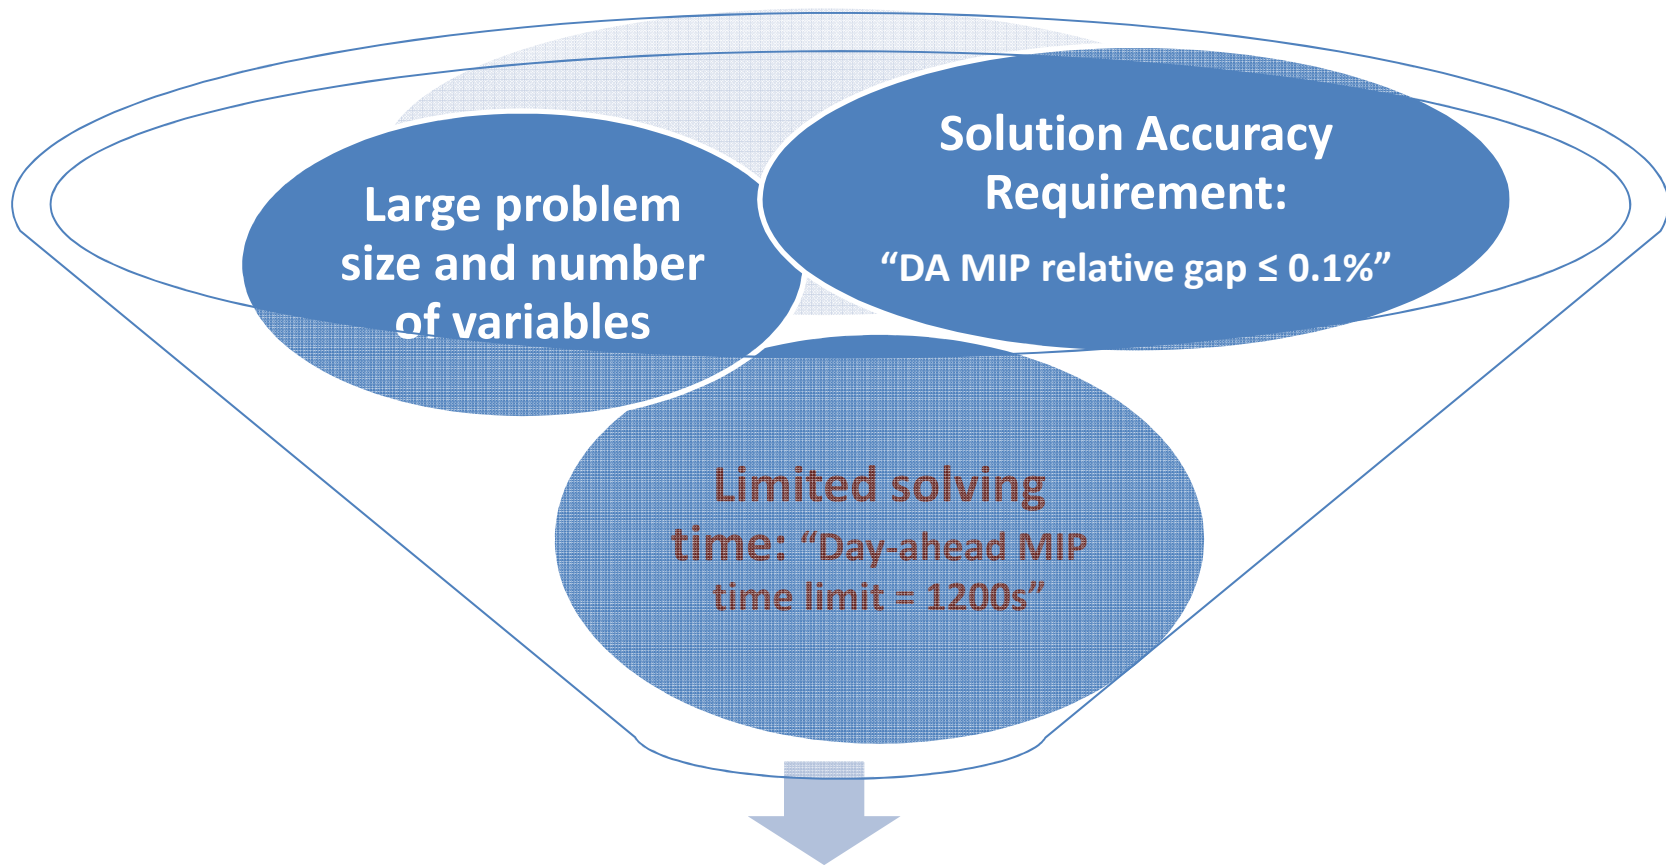 Large problem
size and number
of variables
Solution Accuracy
Requirement:
“DA MIP relative gap ≤ 0.1%”
Limited solving
time: “Day-ahead MIP
time limit = 1200s”